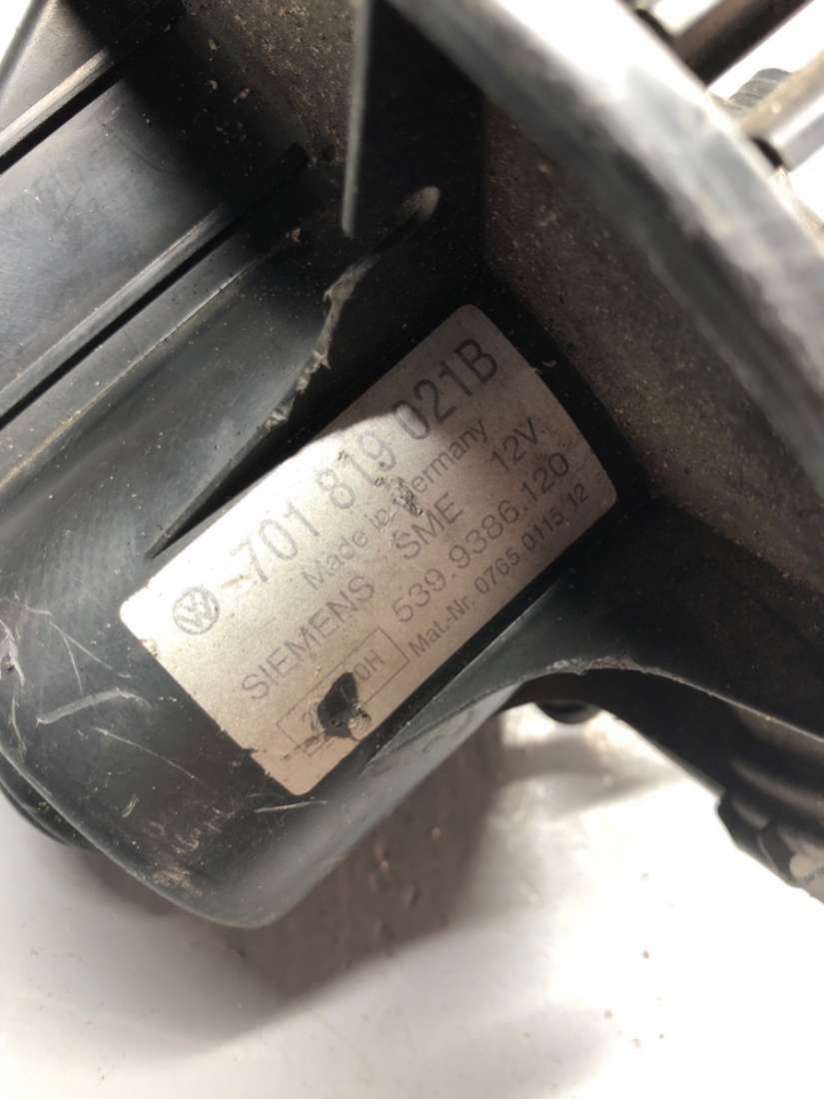 701 819 021B
Made in Germany
SIEMENS SME 12V
539.9386.120
Mat.-Nr. 0765 0115 12